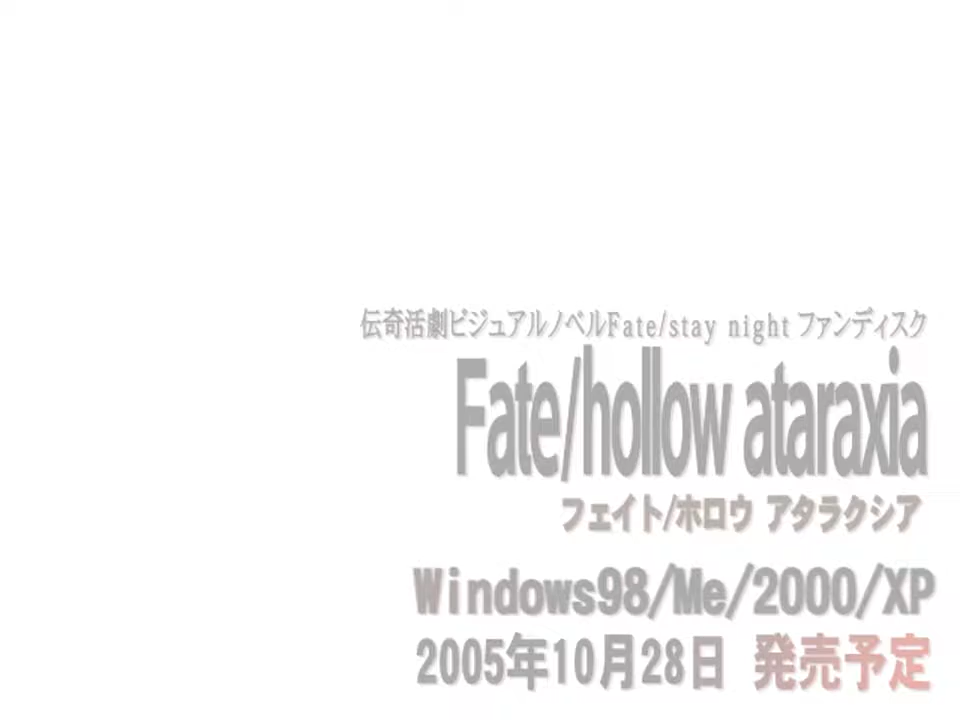 伝奇活劇ビジュアルノベルFate/stay night ファンディスク
Fate/hollow ataraxia
フェイト/ホロウ アタラクシア
Windows98/Me/2000/XP
2005年10月28日 発売予定